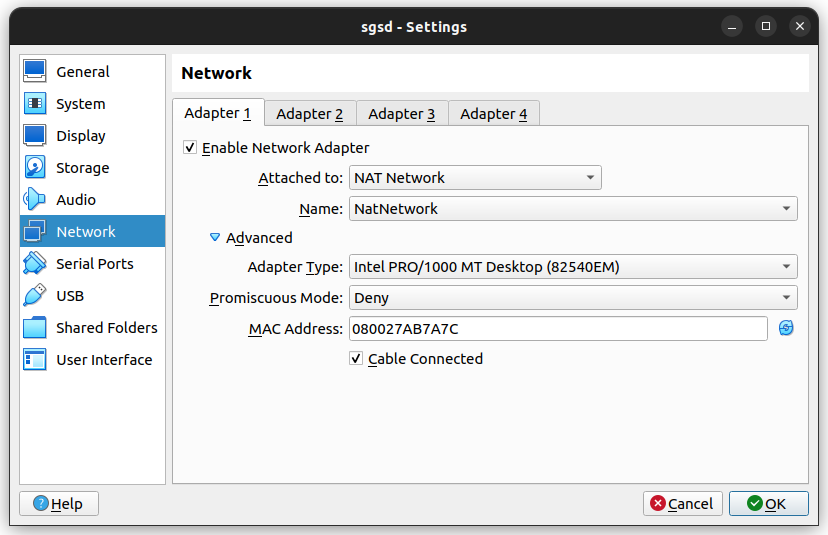 sgsd - Settings
General
System
Display
Storage
Audio
Network
Serial Ports
USB
Shared Folders
User Interface
Network
Adapter 1 Adapter 2 Adapter 3 Adapter 4
Enable Network Adapter
Attached to: NAT Network
Name: NatNetwork
Advanced
Adapter Type: Intel PRO/1000 MT Desktop (82540EM)
Promiscuous Mode: Deny
MAC Address: 080027AB7A7C
Cable Connected
Help Cancel OK